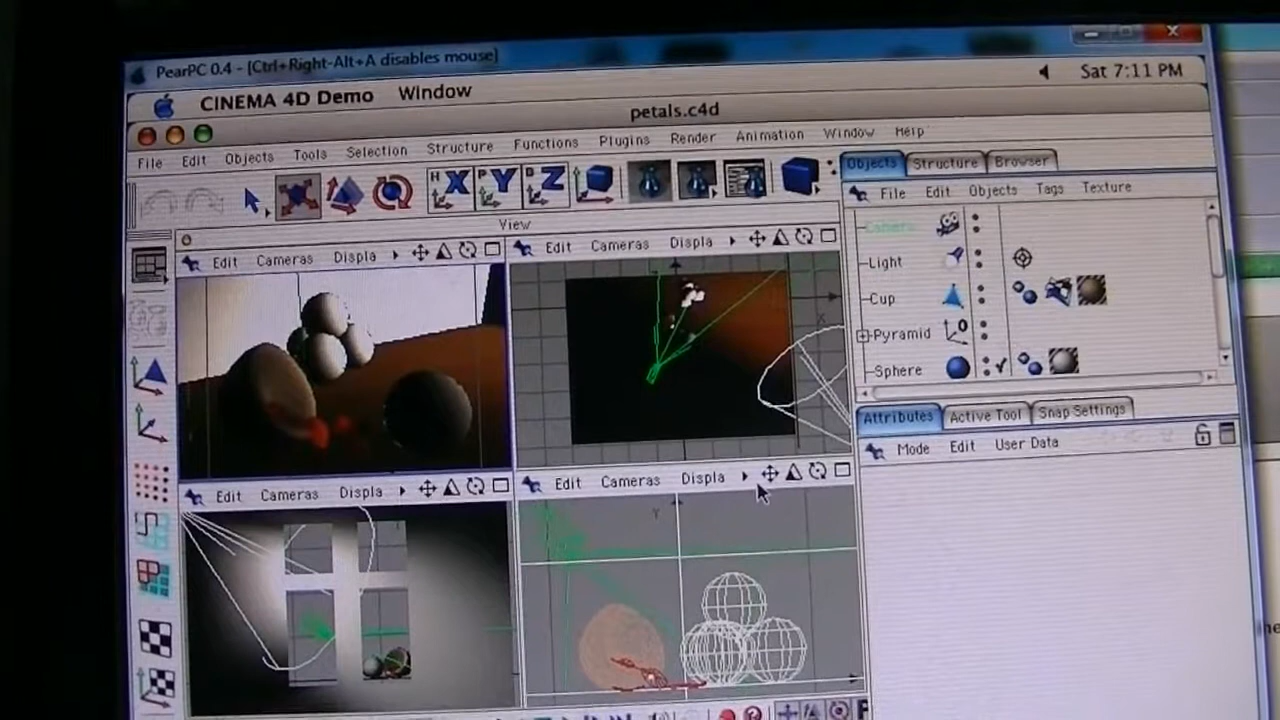 PearPC 0.4 - [Ctrl+Right-Alt+A disables mouse]
CINEMA 4D Demo Window Sat 7:11 PM
petals.c4d
File Edit Objects Tools Selection Structure Functions Plugins Render Animation Window Help
H X P Y B Z
Objects Structure Browser
File Edit Objects Tags Texture
View
Edit Cameras Displa
Edit Cameras Displa
Camera
Light
Cup
Pyramid
Sphere
X
Attributes Active Tool Snap Settings
Mode Edit User Data
Edit Cameras Displa
Edit Cameras Displa
Y